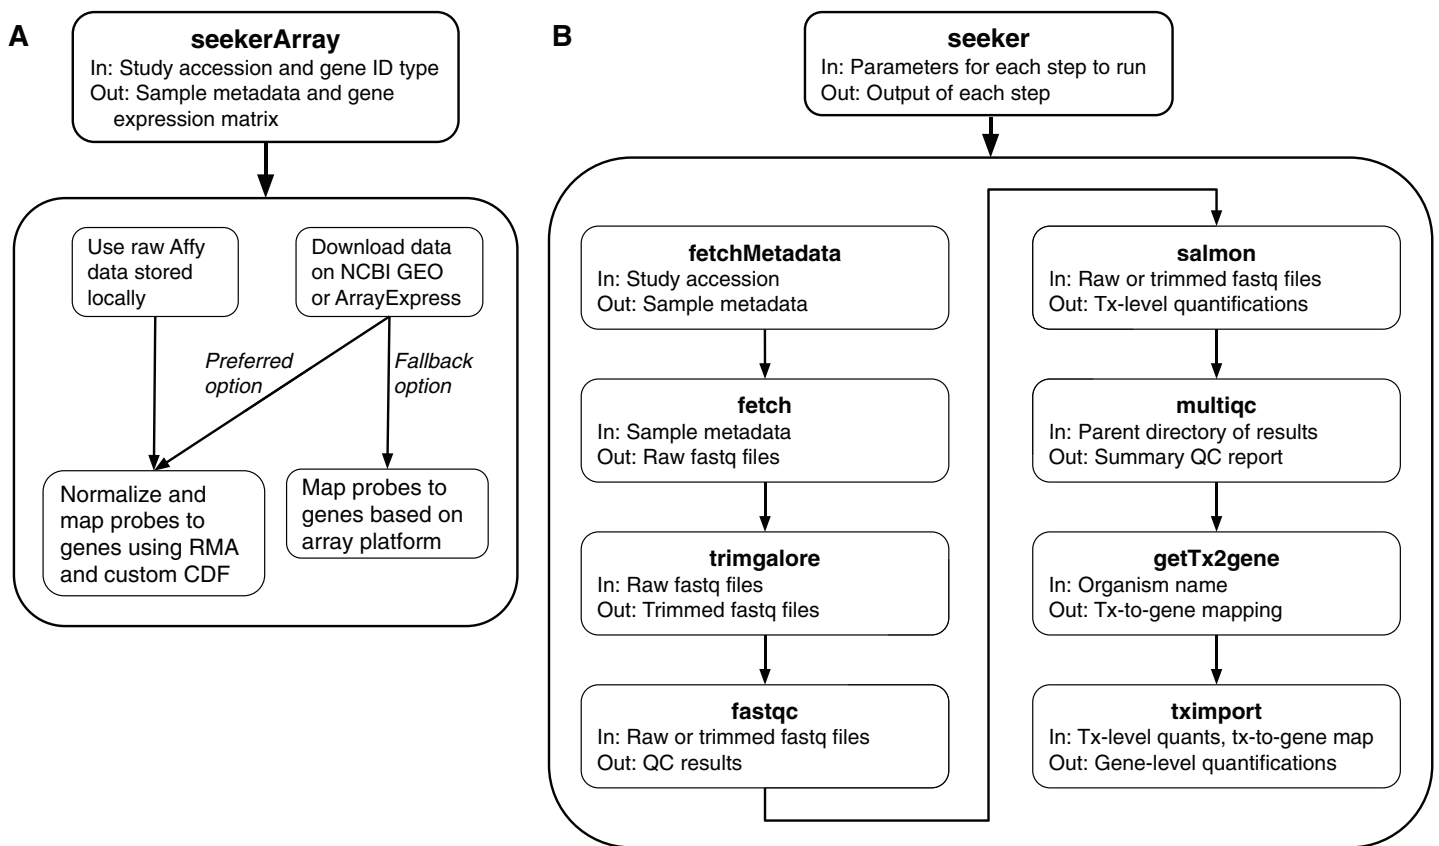 A
seekerArray
In: Study accession and gene ID type
Out: Sample metadata and gene
expression matrix
Use raw Affy
data stored
locally
Download data
on NCBI GEO
or ArrayExpress
Preferred
option
Fallback
option
Normalize and
map probes to
genes using RMA
and custom CDF
Map probes to
genes based on
array platform
B
seeker
In: Parameters for each step to run
Out: Output of each step
fetchMetadata
In: Study accession
Out: Sample metadata
fetch
In: Sample metadata
Out: Raw fastq files
trimgalore
In: Raw fastq files
Out: Trimmed fastq files
fastqc
In: Raw or trimmed fastq files
Out: QC results
salmon
In: Raw or trimmed fastq files
Out: Tx-level quantifications
multiqc
In: Parent directory of results
Out: Summary QC report
getTx2gene
In: Organism name
Out: Tx-to-gene mapping
tximport
In: Tx-level quants, tx-to-gene map
Out: Gene-level quantifications